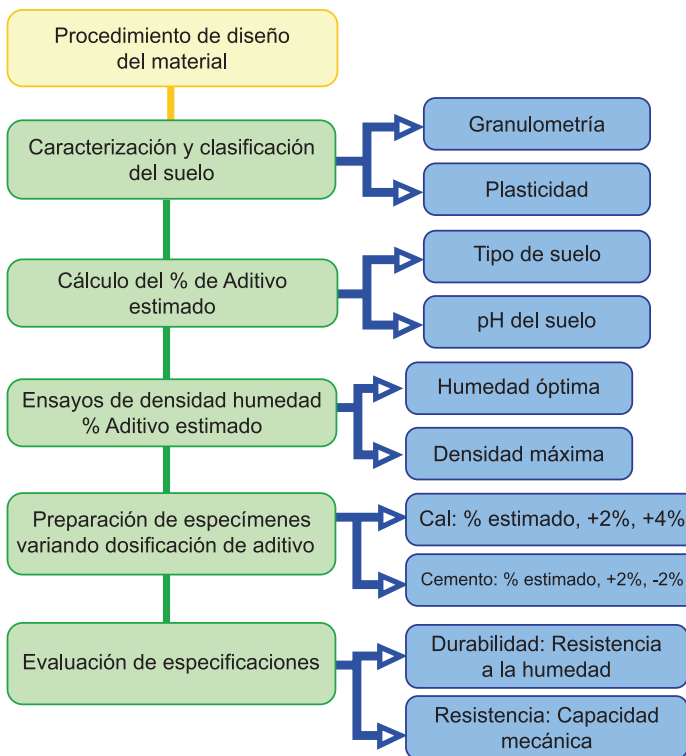 Procedimiento de diseño
del material
Caracterización y clasificación
del suelo
Granulometría
Plasticidad
Cálculo del % de Aditivo
estimado
Tipo de suelo
pH del suelo
Ensayos de densidad humedad
% Aditivo estimado
Humedad óptima
Densidad máxima
Preparación de especímenes
variando dosificación de aditivo
Cal: % estimado, +2%, +4%
Cemento: % estimado, +2%, -2%
Evaluación de especificaciones
Durabilidad: Resistencia
a la humedad
Resistencia: Capacidad
mecánica